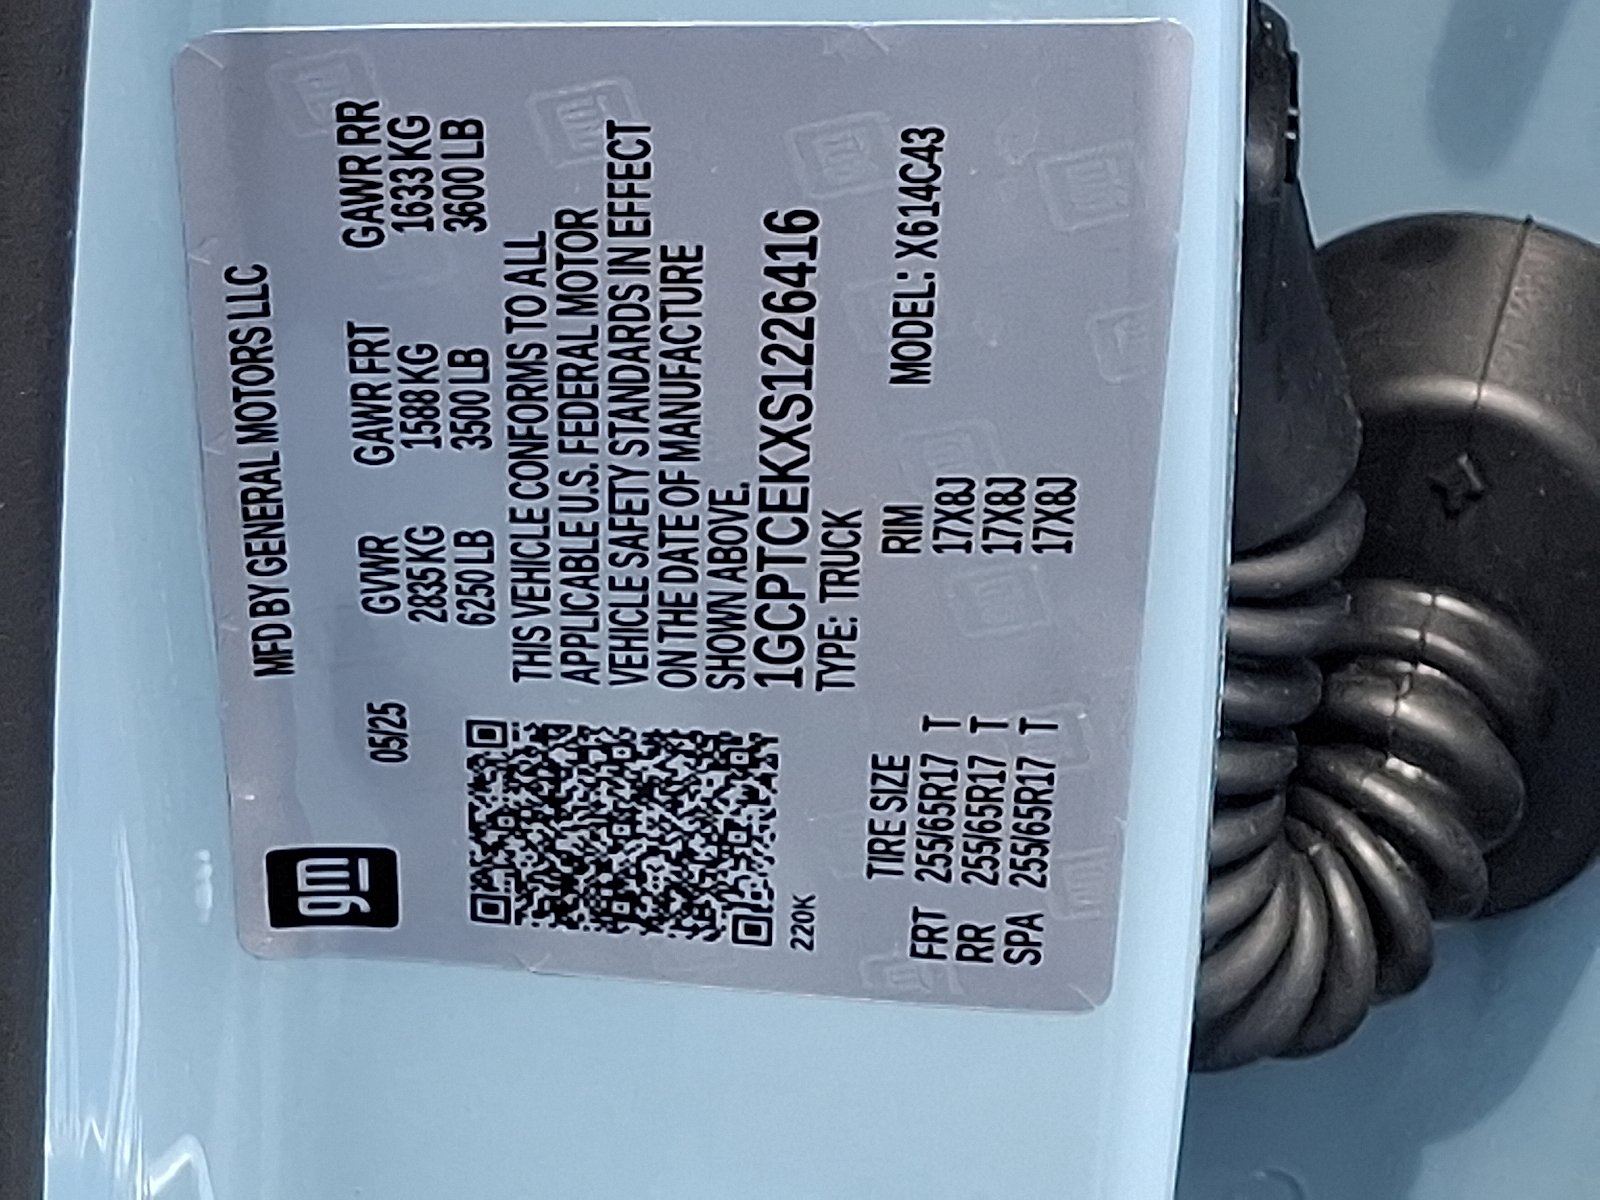 gm
MFD BY GENERAL MOTORS LLC
05/25 GVWR GAWR FRT GAWR RR
2835 KG 1588 KG 1633 KG
6250 LB 3500 LB 3600 LB
THIS VEHICLE CONFORMS TO ALL
APPLICABLE U.S. FEDERAL MOTOR
VEHICLE SAFETY STANDARDS IN EFFECT
ON THE DATE OF MANUFACTURE
SHOWN ABOVE.
1GCPTCEKXS1226416
TYPE: TRUCK
220K
MODEL: X614C43
TIRE SIZE RIM
FRT 255/65R17 T 17X8J
RR 255/65R17 T 17X8J
SPA 255/65R17 T 17X8J